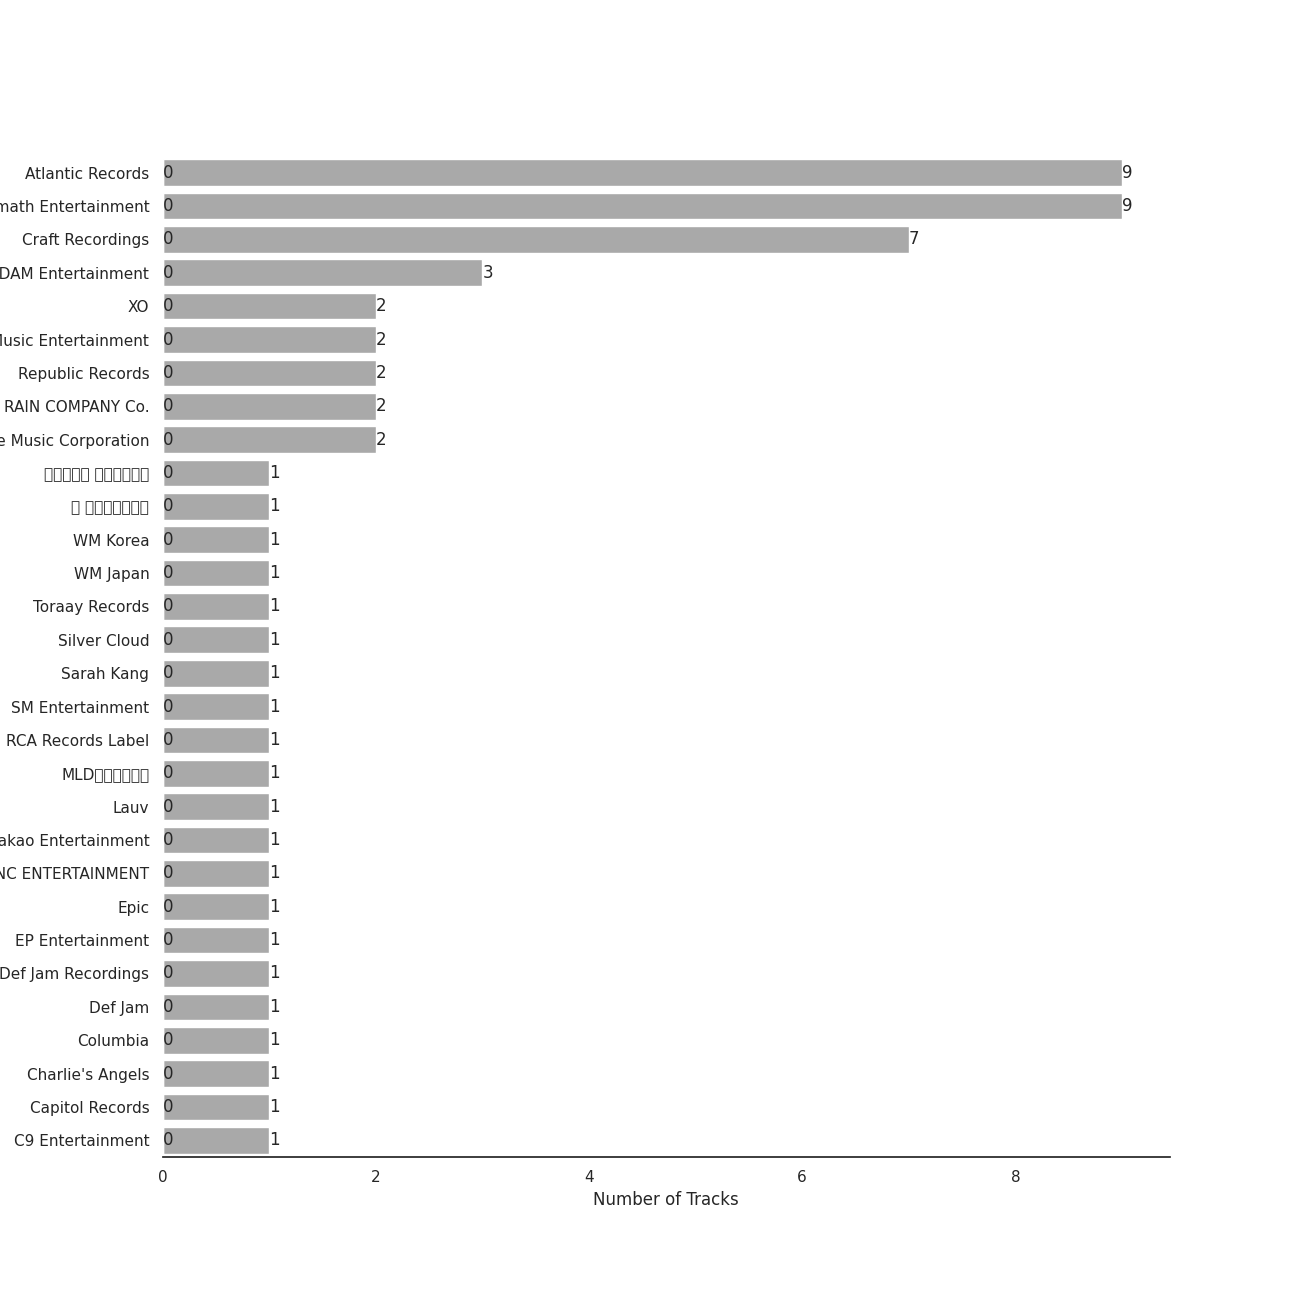 Atlantic Records 0 9
Entertainment 0 9
Craft Recordings 0 7
Entertainment 0 3
XO 0 2
Entertainment 0 2
Republic Records 0 2
RAIN COMPANY Co. 0 2
Music Corporation 0 2
0 1
0 1
WM Korea 0 1
WM Japan 0 1
Toraay Records 0 1
Silver Cloud 0 1
Sarah Kang 0 1
SM Entertainment 0 1
RCA Records Label 0 1
MLD 0 1
Lauv 0 1
Entertainment 0 1
ENTERTAINMENT 0 1
Epic 0 1
EP Entertainment 0 1
Def Jam Recordings 0 1
Def Jam 0 1
Columbia 0 1
Charlie's Angels 0 1
Capitol Records 0 1
C9 Entertainment 0 1
0 2 4 6 8
Number of Tracks